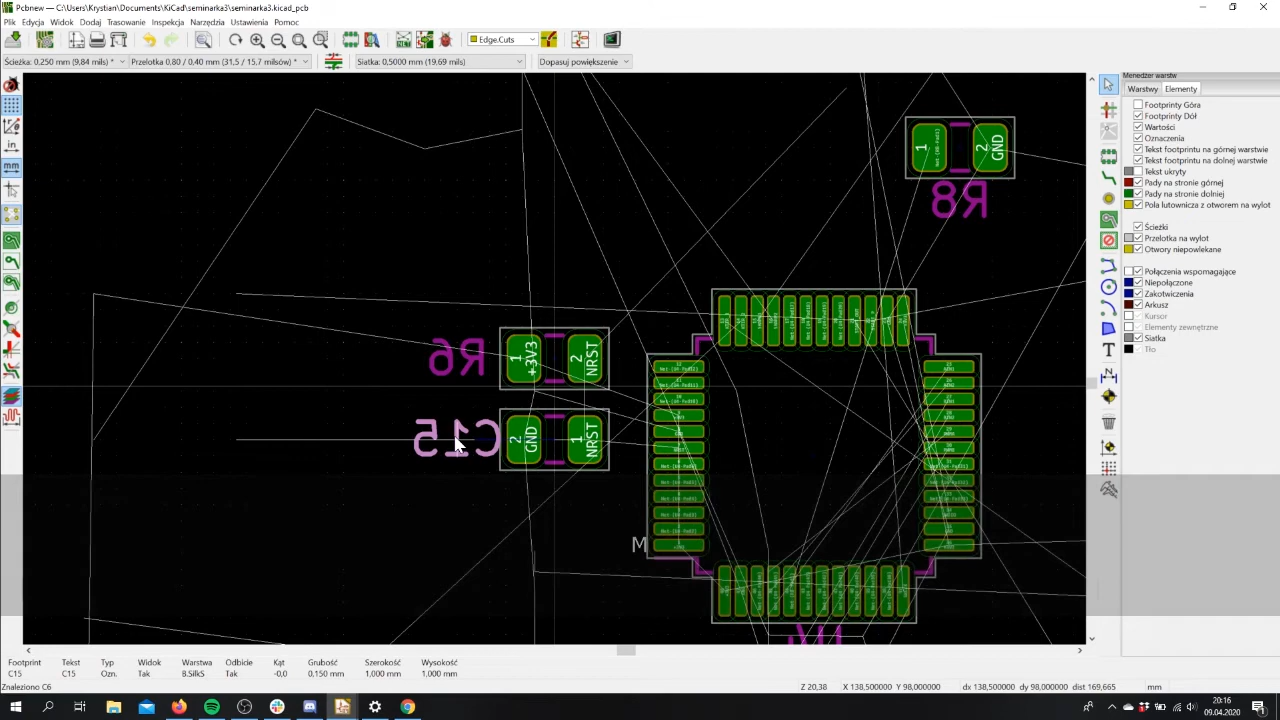 Pcbnew — C:\Users\Krystian\Documents\KiCad\seminarka3\seminarka3.kicad_pcb
Plik Edycja Widok Dodaj Trasowanie Inspekcja Narzędzia Ustawienia Pomoc
Edge.Cuts
Ścieżka: 0,250 mm (9,84 mils) *
Przelotka 0,80 / 0,40 mm (31,5 / 15,7 mils) *
Siatka: 0,5000 mm (19.69 mils)
Dopasuj powiększenie
Menedżer warstw
Warstwy Elementy
Footprinty Góra
Footprinty Dół
Wartości
Oznaczenia
Tekst footprintu na górnej warstwie
Tekst footprintu na dolnej warstwie
Tekst ukryty
Pady na stronie górnej
Pady na stronie dolnej
Pola lutownicza z otworem na wylot
Ścieżki
Przelotka na wylot
Otwory niepowlekane
Połączenia wspomagające
Niepołączone
Zakotwiczenia
Arkusz
Kursor
Elementy zewnętrzne
Siatka
Tło
in
mm
1
2
GND
R8
R6
1
+3V3
2
NRST
C15
2
GND
1
NRST
M
Footprint Tekst Typ Widok Warstwa Odbicie Kąt Grubość Szerokość Wysokość
C15 C15 Ozn. Tak B.SilkS Tak -0,0 0,150 mm 1,000 mm 1,000 mm
Znaleziono C6
Z 20,38
X 138,500000 Y 98,000000
dx 138,500000 dy 98,000000 dist 169,665
mm
20:16
09.04.2020